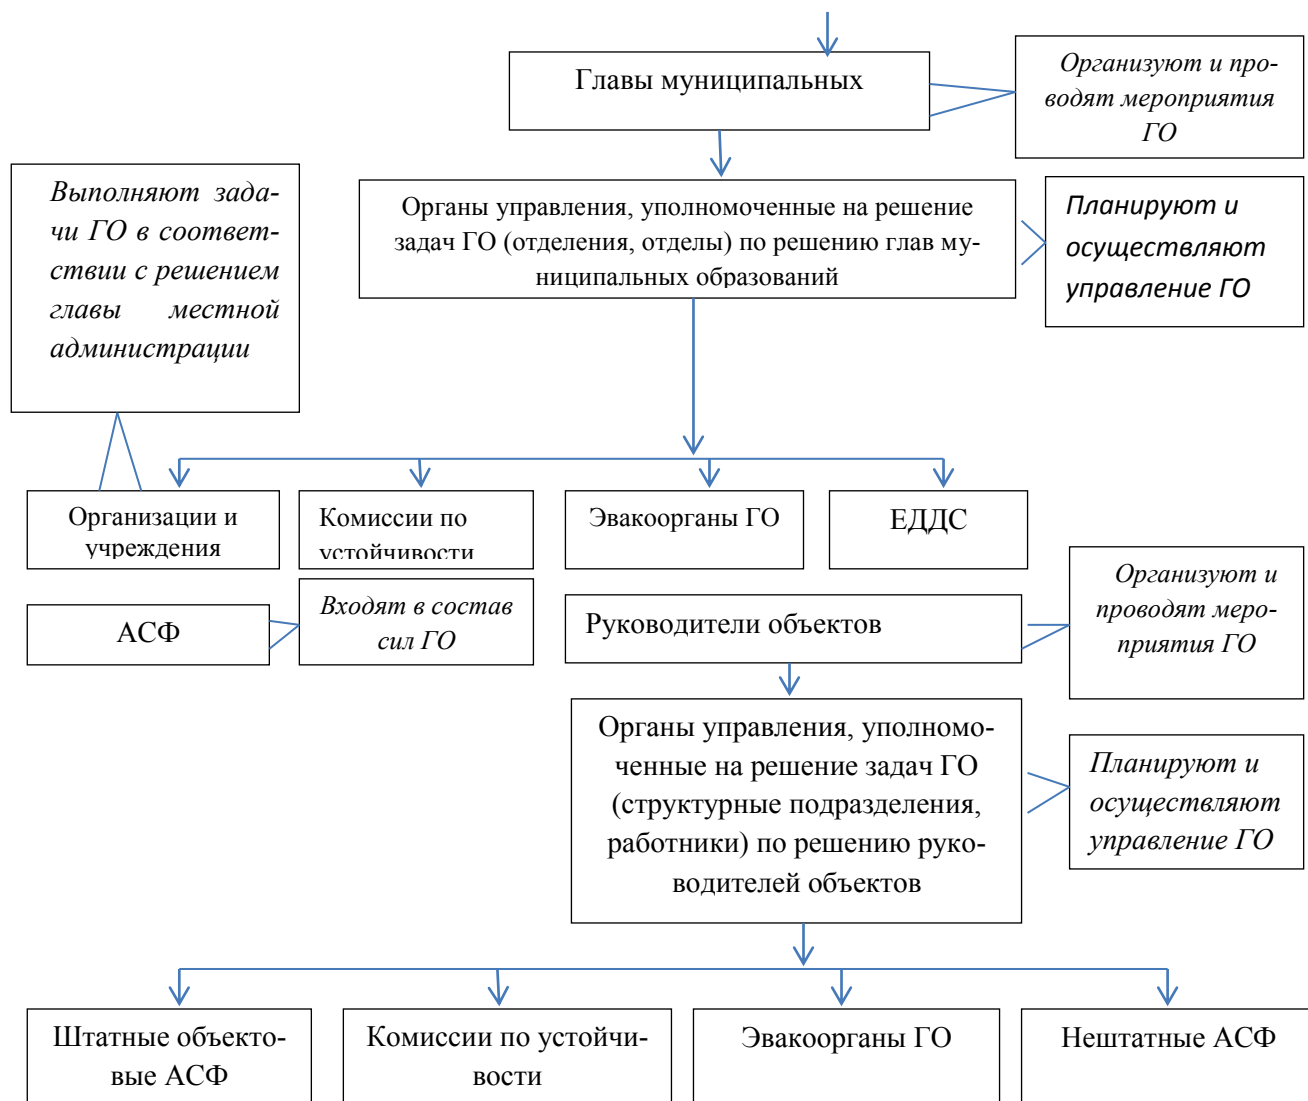 Главы муниципальных
Организуют и про-
водят мероприятия
ГО
Выполняют зада-
чи ГО в соответ-
ствии с решением
главы местной
администрации
Органы управления, уполномоченные на решение
задач ГО (отделения, отделы) по решению глав му-
ниципальных образований
Планируют и
осуществляют
управление ГО
Организации и
учреждения
Комиссии по
устойчивости
Эвакоорганы ГО
ЕДДС
АСФ
Входят в состав
сил ГО
Руководители объектов
Организуют и
проводят меро-
приятия ГО
Органы управления, уполномо-
ченные на решение задач ГО
(структурные подразделения,
работники) по решению руко-
водителей объектов
Планируют и
осуществляют
управление ГО
Штатные объекто-
вые АСФ
Комиссии по устойчи-
вости
Эвакоорганы ГО
Нештатные АСФ